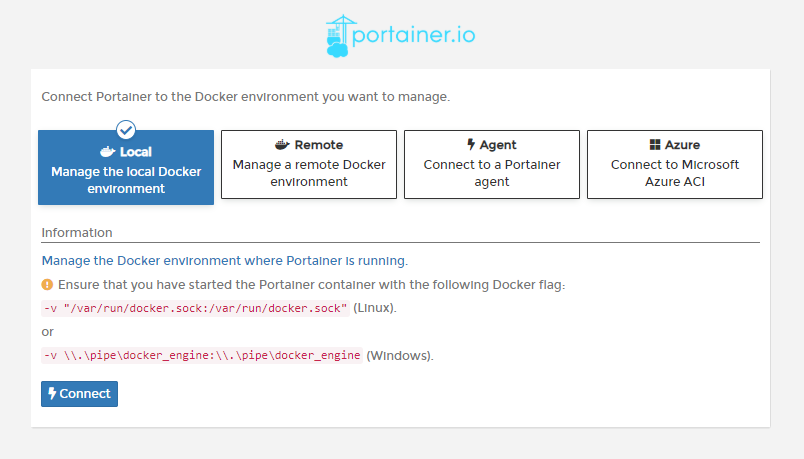 portainer.io
Connect Portainer to the Docker environment you want to manage.
Local
Manage the local Docker
environment
Remote
Manage a remote Docker
environment
Agent
Connect to a Portainer
agent
Azure
Connect to Microsoft
Azure ACI
Information
Manage the Docker environment where Portainer is running.
Ensure that you have started the Portainer container with the following Docker flag:
-v "/var/run/docker.sock:/var/run/docker.sock" (Linux).
or
-v \\.\pipe\docker_engine:\\.\pipe\docker_engine (Windows).
Connect